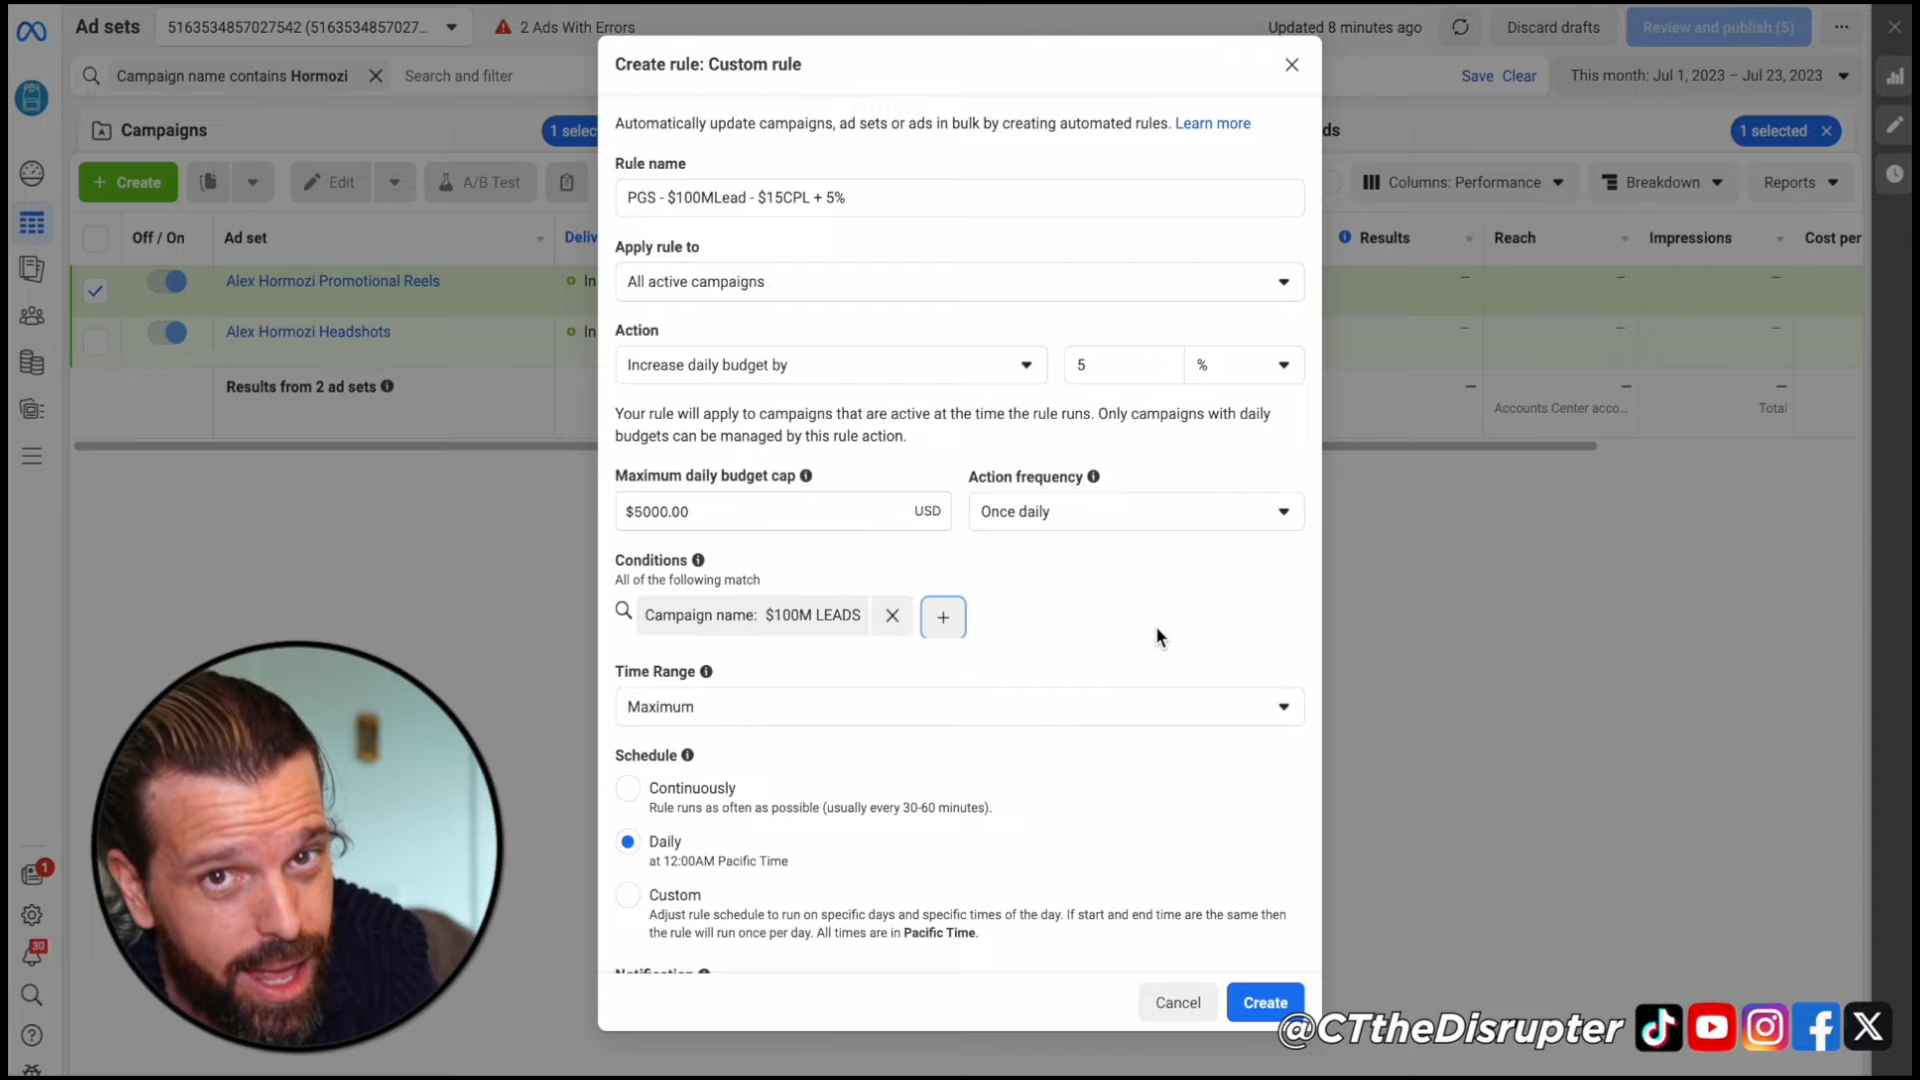 Ad sets
5163534857027542 (5163534857027...
2 Ads With Errors
Updated 8 minutes ago
Discard drafts
Review and publish (5)
Campaign name contains Hormozi
Search and filter
Save Clear
This month: Jul 1, 2023 – Jul 23, 2023
Campaigns
1 selec
ds
1 selected
+ Create
Edit
A/B Test
Columns: Performance
Breakdown
Reports
Off / On
Ad set
Deliv
Results
Reach
Impressions
Cost per
Alex Hormozi Promotional Reels
In
Alex Hormozi Headshots
In
Results from 2 ad sets
Accounts Center acco...
Total
Create rule: Custom rule
Automatically update campaigns, ad sets or ads in bulk by creating automated rules. Learn more
Rule name
PGS - $100MLead - $15CPL + 5%
Apply rule to
All active campaigns
Action
Increase daily budget by
5
%
Your rule will apply to campaigns that are active at the time the rule runs. Only campaigns with daily
budgets can be managed by this rule action.
Maximum daily budget cap
Action frequency
$5000.00 USD
Once daily
Conditions
All of the following match
Campaign name: $100M LEADS
+
Time Range
Maximum
Schedule
Continuously
Rule runs as often as possible (usually every 30-60 minutes).
Daily
at 12:00AM Pacific Time
Custom
Adjust rule schedule to run on specific days and specific times of the day. If start and end time are the same then
the rule will run once per day. All times are in Pacific Time.
Notification
Cancel
Create
1
30
@CTtheDisrupter